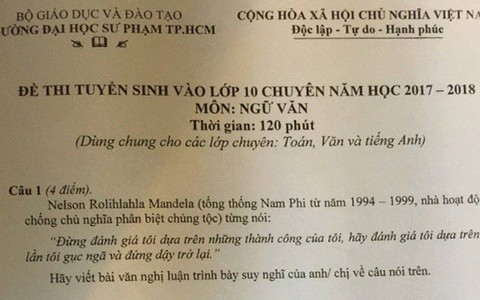 BỘ GIÁO DỤC VÀ ĐÀO TẠO
ƯỜNG ĐẠI HỌC SƯ PHẠM TP.HCM
CỘNG HÒA XÃ HỘI CHỦ NGHĨA VIỆT NA
Độc lập - Tự do - Hạnh phúc
ĐỀ THI TUYỂN SINH VÀO LỚP 10 CHUYÊN NĂM HỌC 2017 – 2018
MÔN: NGỮ VĂN
Thời gian: 120 phút
(Dùng chung cho các lớp chuyên: Toán, Văn và tiếng Anh)
Câu 1 (4 điểm).
Nelson Rolihlahla Mandela (tổng thống Nam Phi từ năm 1994 – 1999, nhà hoạt độ
chống chủ nghĩa phân biệt chủng tộc) từng nói:
“Đừng đánh giá tôi dựa trên những thành công của tôi, hãy đánh giá tôi dựa trên
lần tôi gục ngã và đứng dậy trở lại.”
Hãy viết bài văn nghị luận trình bày suy nghĩ của anh/ chị về câu nói trên.